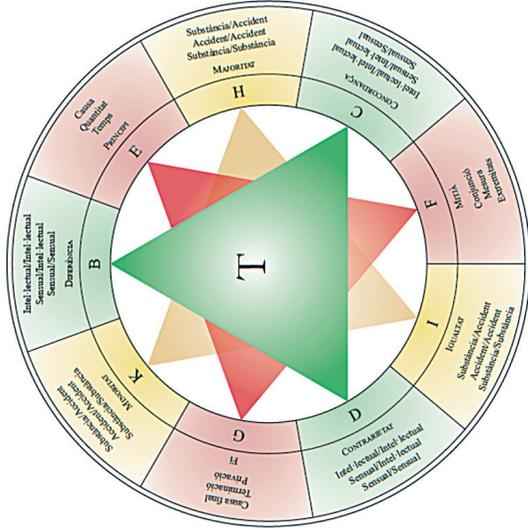 Substància/Accident
Accident/Accident
Substància/Substància
MAJORITAT
H
C
CONCORDANÇA
Intel·lectual/Intel·lectual
Sensual/Intel·lectual
Sensual/Sensual
F
MITJÀ
Conjunció
Mesura
Extremitats
I
IGUALTAT
Substància/Accident
Accident/Accident
Substància/Substància
D
CONTRARIETAT
Intel·lectual/Intel·lectual
Sensual/Intel·lectual
Sensual/Sensual
G
FI
Privació
Terminació
Causa final
Substància/Accident
Accident/Accident
Substància/Substància
MINORITAT
K
Intel·lectual/Intel·lectual
Sensual/Intel·lectual
Sensual/Sensual
DIFERÈNCIA
B
Causa
Quantitat
Temps
PRINCIPI
E
T